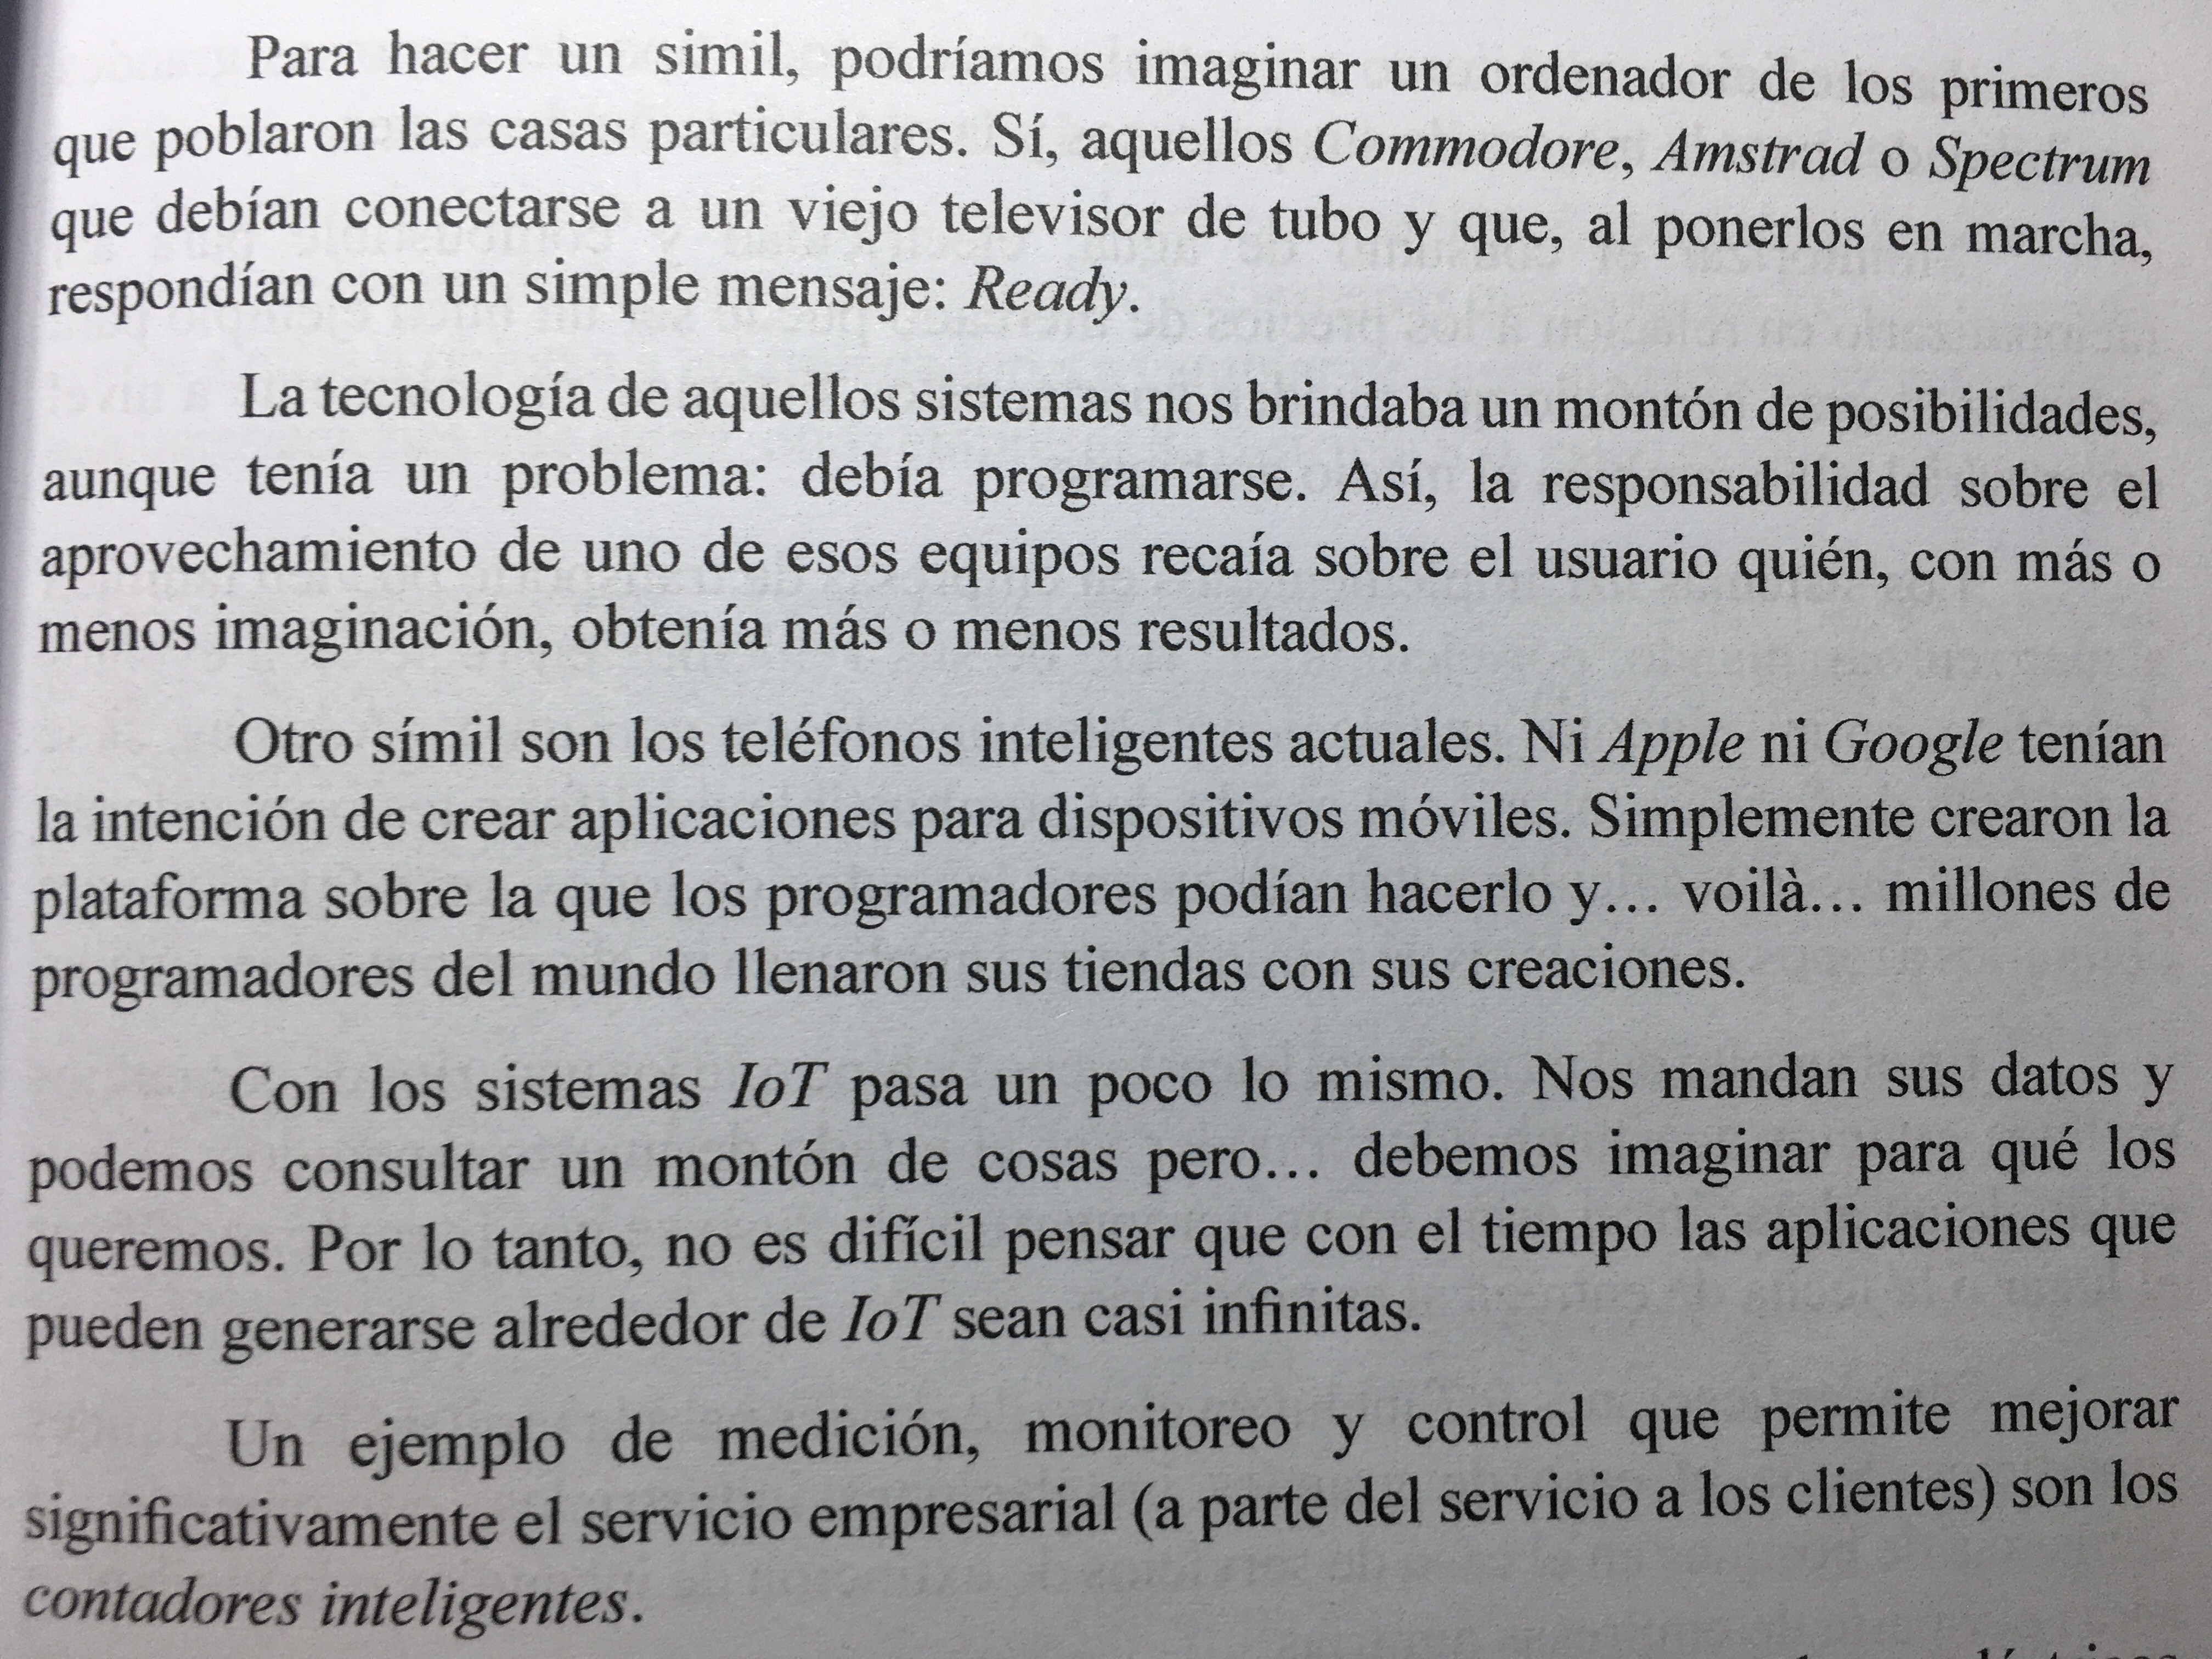 Para hacer un simil, podríamos imaginar un ordenador de los primeros
que poblaron las casas particulares. Sí, aquellos Commodore, Amstrad o Spectrum
que debían conectarse a un viejo televisor de tubo y que, al ponerlos en marcha,
respondían con un simple mensaje: Ready.
La tecnología de aquellos sistemas nos brindaba un montón de posibilidades,
aunque tenía un problema: debía programarse. Así, la responsabilidad sobre el
aprovechamiento de uno de esos equipos recaía sobre el usuario quién, con más o
menos imaginación, obtenía más o menos resultados.
Otro símil son los teléfonos inteligentes actuales. Ni Apple ni Google tenían
la intención de crear aplicaciones para dispositivos móviles. Simplemente crearon la
plataforma sobre la que los programadores podían hacerlo y… voilà… millones de
programadores del mundo llenaron sus tiendas con sus creaciones.
Con los sistemas IoT pasa un poco lo mismo. Nos mandan sus datos y
podemos consultar un montón de cosas pero… debemos imaginar para qué los
queremos. Por lo tanto, no es difícil pensar que con el tiempo las aplicaciones que
pueden generarse alrededor de IoT sean casi infinitas.
Un ejemplo de medición, monitoreo y control que permite mejorar
significativamente el servicio empresarial (a parte del servicio a los clientes) son los
contadores inteligentes.